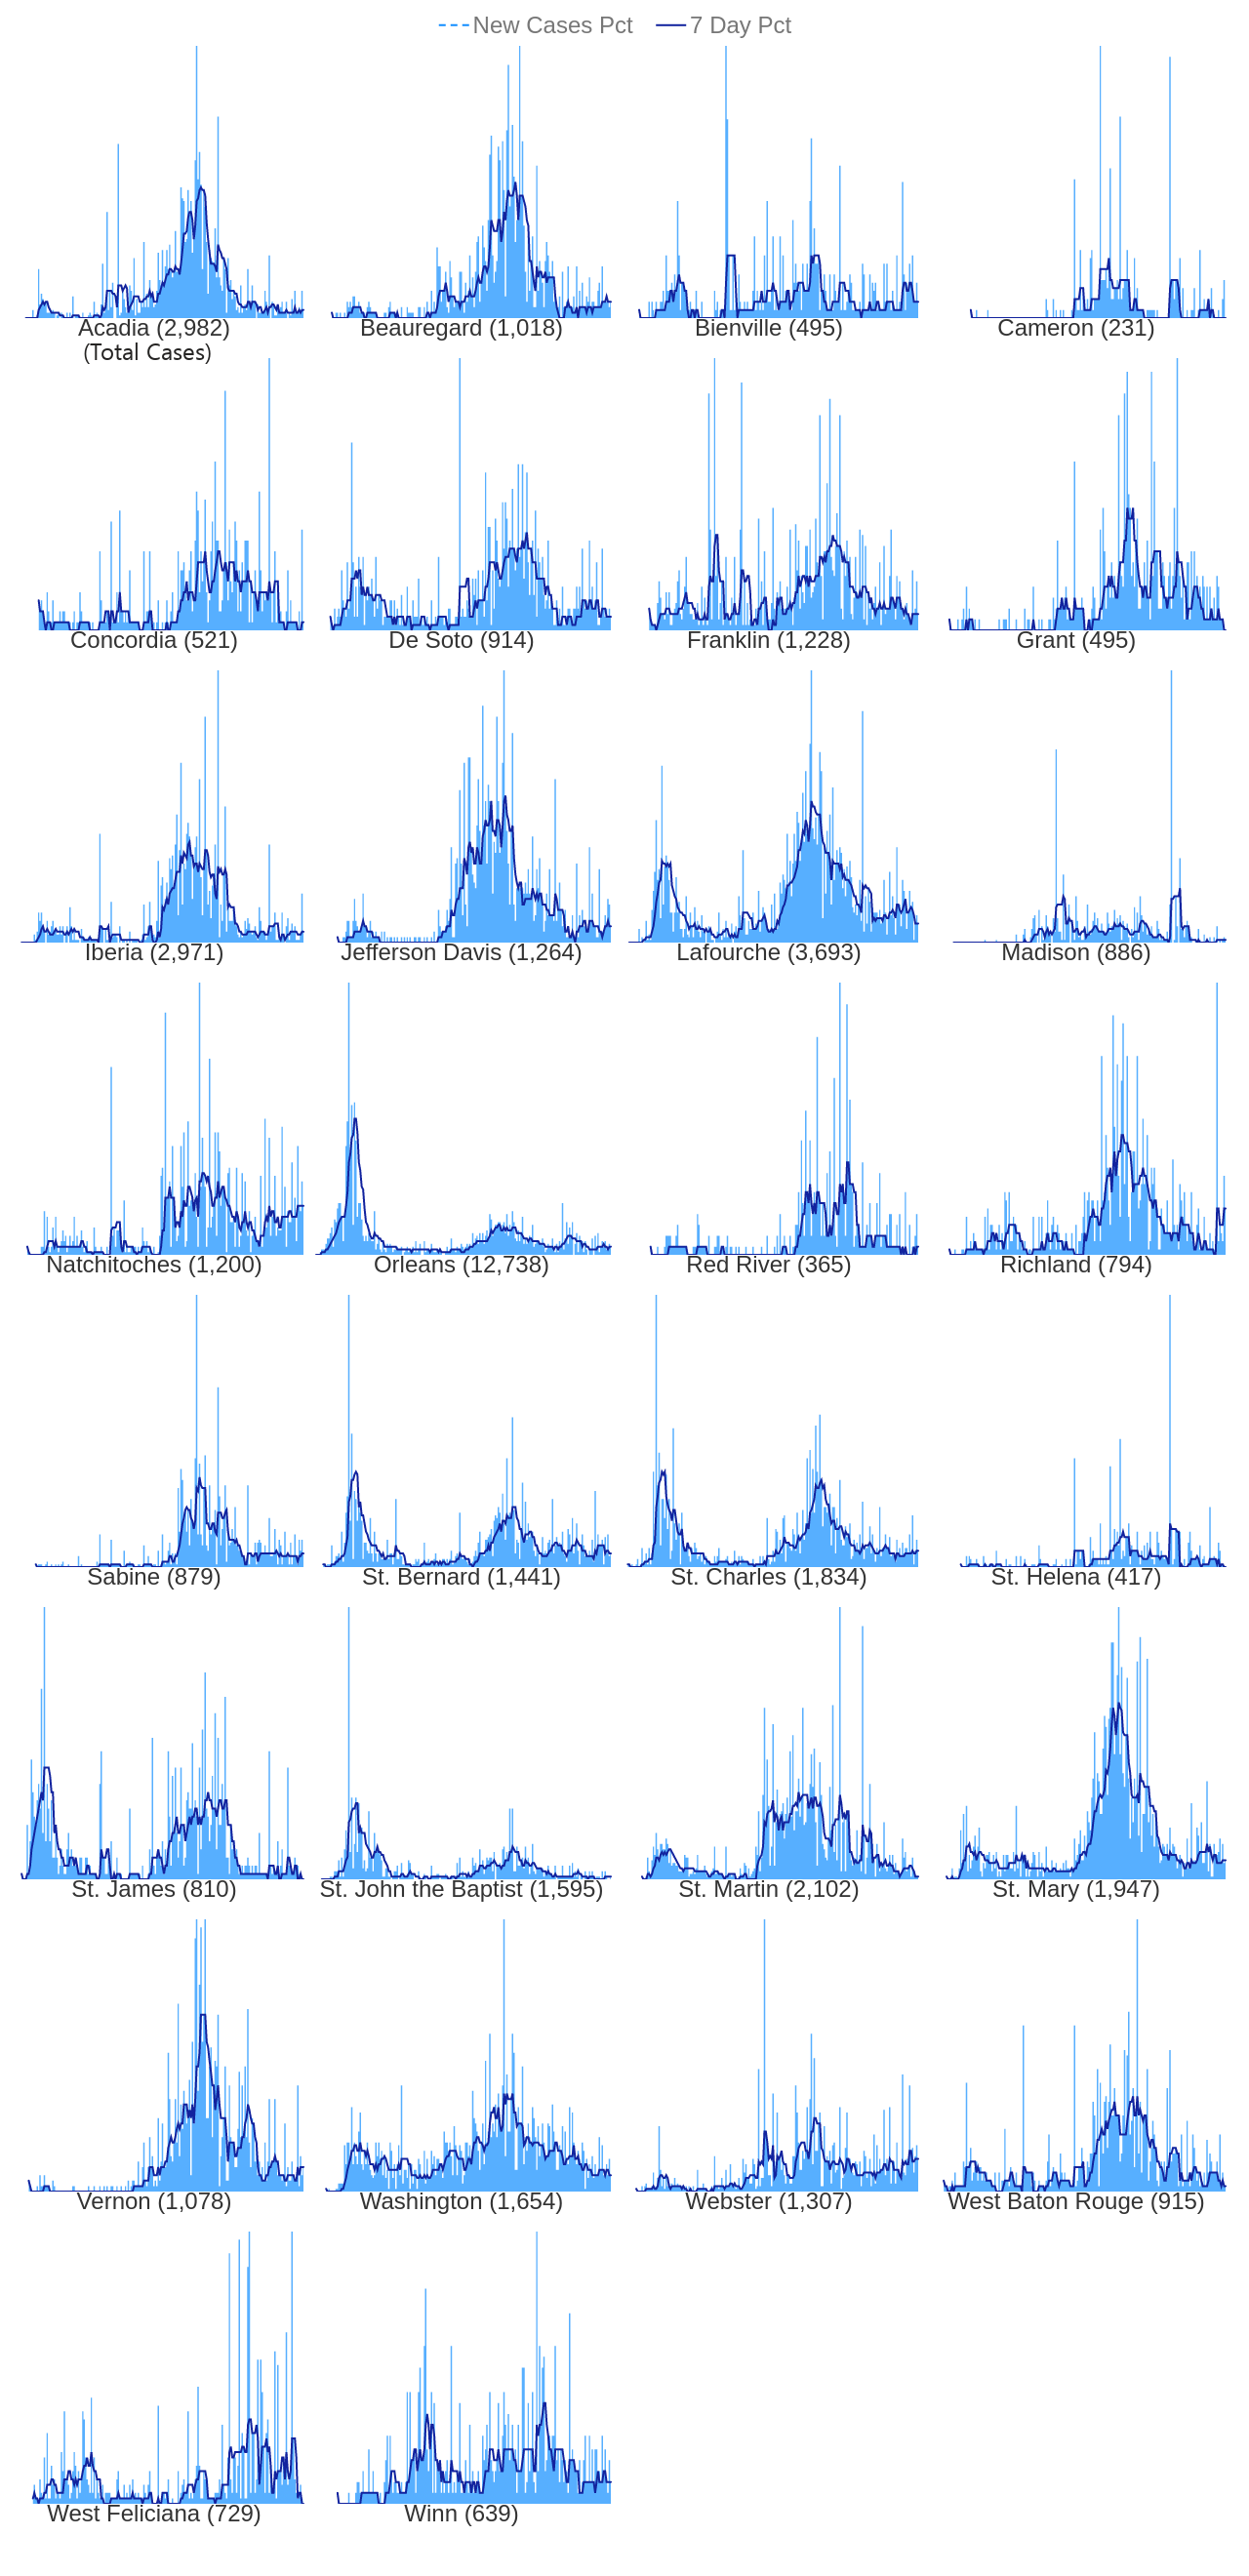 New Cases Pct 7 Day Pct
Acadia (2,982) Beauregard (1,018) Bienville (495) Cameron (231)
(Total Cases)
Concordia (521) De Soto (914) Franklin (1,228) Grant (495)
Iberia (2,971) Jefferson Davis (1,264) Lafourche (3,693) Madison (886)
Natchitoches (1,200) Orleans (12,738) Red River (365) Richland (794)
Sabine (879) St. Bernard (1,441) St. Charles (1,834) St. Helena (417)
St. James (810) St. John the Baptist (1,595) St. Martin (2,102) St. Mary (1,947)
Vernon (1,078) Washington (1,654) Webster (1,307) West Baton Rouge (915)
West Feliciana (729) Winn (639)